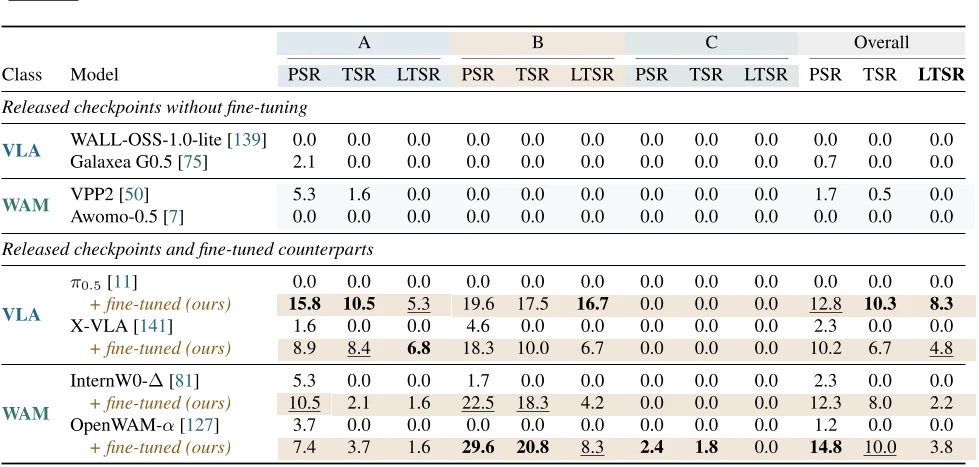 A B C Overall
Class Model PSR TSR LTSR PSR TSR LTSR PSR TSR LTSR PSR TSR LTSR
Released checkpoints without fine-tuning
VLA
WALL-OSS-1.0-lite [139] 0.0 0.0 0.0 0.0 0.0 0.0 0.0 0.0 0.0 0.0 0.0 0.0
Galaxea G0.5 [75] 2.1 0.0 0.0 0.0 0.0 0.0 0.0 0.0 0.0 0.7 0.0 0.0
WAM
VPP2 [50] 5.3 1.6 0.0 0.0 0.0 0.0 0.0 0.0 0.0 1.7 0.5 0.0
Awomo-0.5 [7] 0.0 0.0 0.0 0.0 0.0 0.0 0.0 0.0 0.0 0.0 0.0 0.0
Released checkpoints and fine-tuned counterparts
VLA
π0.5 [11] 0.0 0.0 0.0 0.0 0.0 0.0 0.0 0.0 0.0 0.0 0.0 0.0
+ fine-tuned (ours) 15.8 10.5 5.3 19.6 17.5 16.7 0.0 0.0 0.0 12.8 10.3 8.3
X-VLA [141] 1.6 0.0 0.0 4.6 0.0 0.0 0.0 0.0 0.0 2.3 0.0 0.0
+ fine-tuned (ours) 8.9 8.4 6.8 18.3 10.0 6.7 0.0 0.0 0.0 10.2 6.7 4.8
WAM
InternW0-Δ [81] 5.3 0.0 0.0 1.7 0.0 0.0 0.0 0.0 0.0 2.3 0.0 0.0
+ fine-tuned (ours) 10.5 2.1 1.6 22.5 18.3 4.2 0.0 0.0 0.0 12.3 8.0 2.2
OpenWAM-α [127] 3.7 0.0 0.0 0.0 0.0 0.0 0.0 0.0 0.0 1.2 0.0 0.0
+ fine-tuned (ours) 7.4 3.7 1.6 29.6 20.8 8.3 2.4 1.8 0.0 14.8 10.0 3.8